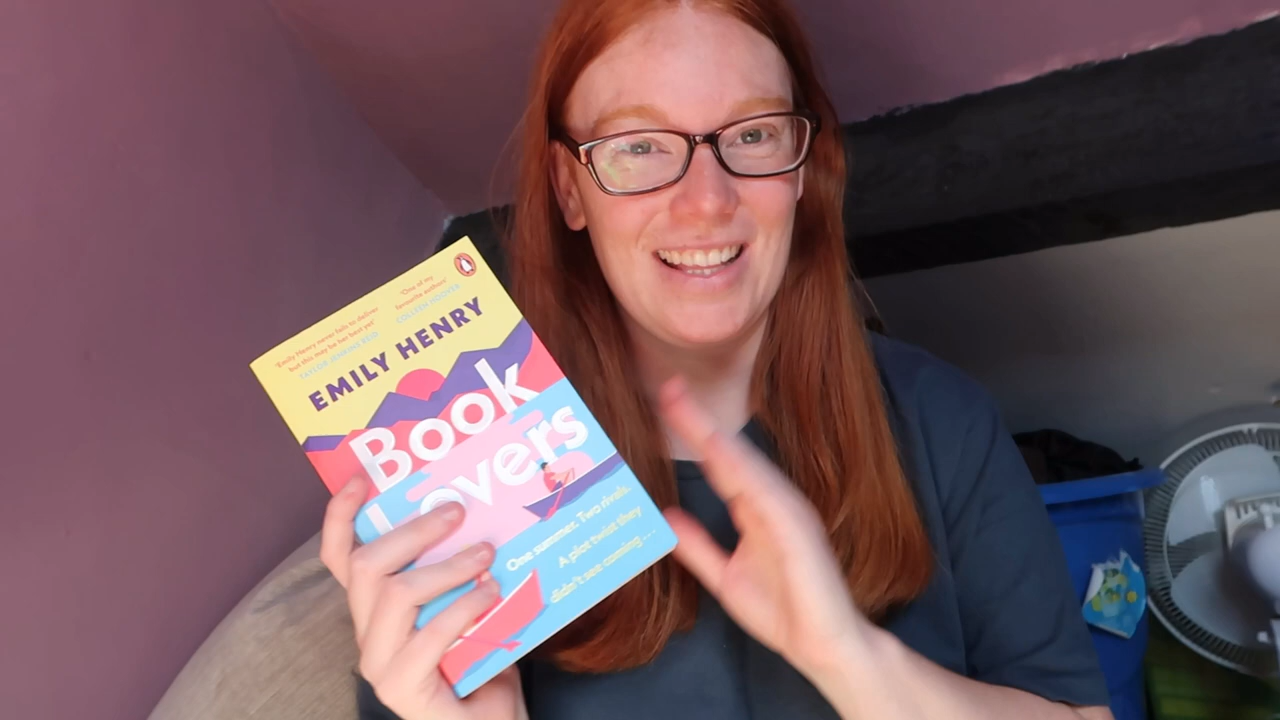 'Emily Henry never fails to deliver
but this may be her best yet'
TAYLOR JENKINS REID
'One of my
favourite authors'
COLLEEN HOOVER
EMILY HENRY
Book
Lovers
One summer. Two rivals.
A plot twist they
didn't see coming ...